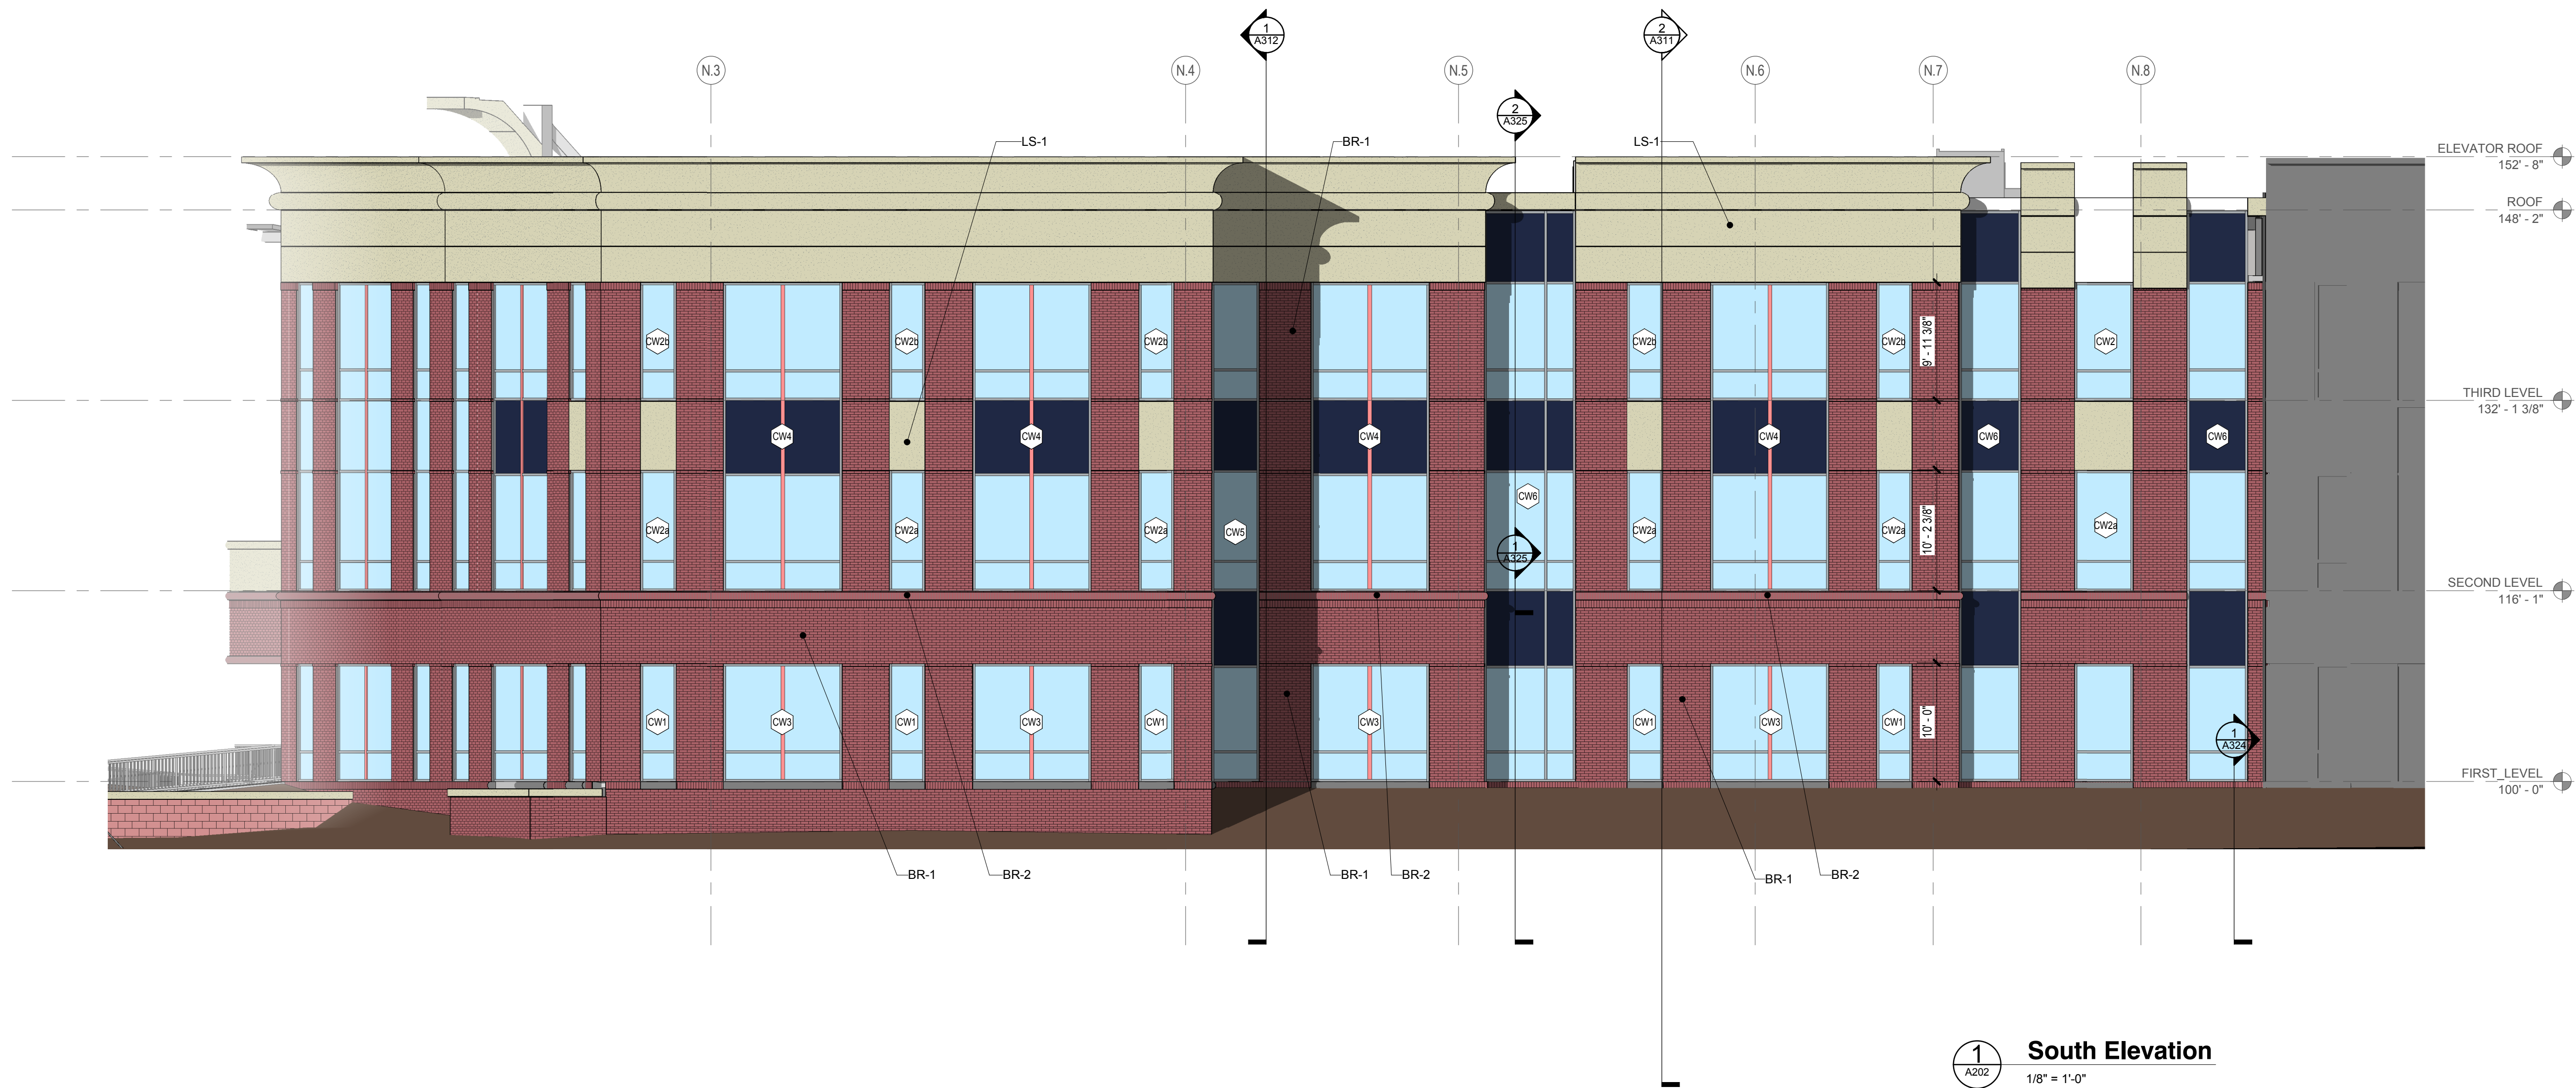 1
A312
2
A311
N.3
N.4
N.5
N.6
N.7
N.8
2
A325
LS-1
BR-1
LS-1
ELEVATOR ROOF
152' - 8"
ROOF
148' - 2"
CW2b
CW2b
CW2b
CW2b
CW2b
9' - 11 3/8"
CW2
THIRD LEVEL
132' - 1 3/8"
CW4
CW4
CW4
CW4
CW6
CW6
CW6
CW2a
CW2a
CW2a
CW5
CW2a
CW2a
10' - 2 3/8"
CW2a
1
A325
SECOND LEVEL
116' - 1"
CW1
CW3
CW1
CW3
CW1
CW3
CW1
CW3
CW1
10' - 0"
1
A324
FIRST_LEVEL
100' - 0"
BR-1
BR-2
BR-1
BR-2
BR-1
BR-2
1
A202
South Elevation
1/8" = 1'-0"